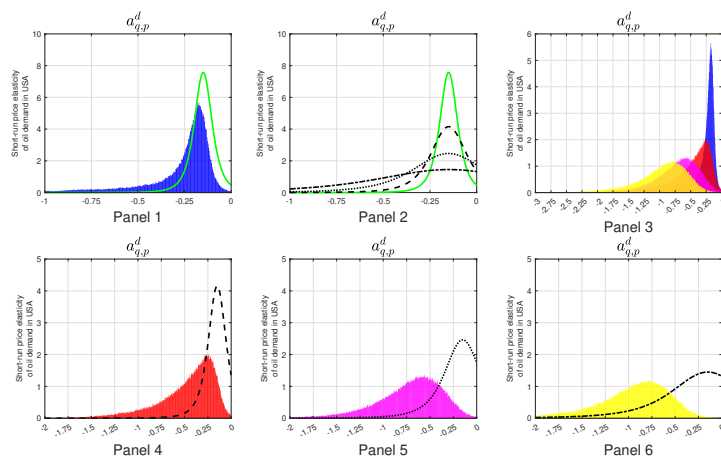 a^d_{q,p}
Short-run price elasticity
of oil demand in USA
10
8
6
4
2
0
-1 -0.75 -0.5 -0.25 0
Panel 1
a^d_{q,p}
Short-run price elasticity
of oil demand in USA
10
8
6
4
2
0
-1 -0.75 -0.5 -0.25 0
Panel 2
a^d_{q,p}
Short-run price elasticity
of oil demand in USA
6
5
4
3
2
1
0
-3 -2.75 -2.5 -2.25 -2 -1.75 -1.5 -1.25 -1 -0.75 -0.5 -0.25 0
Panel 3
a^d_{q,p}
Short-run price elasticity
of oil demand in USA
5
4
3
2
1
0
-2 -1.75 -1.5 -1.25 -1 -0.75 -0.5 -0.25 0
Panel 4
a^d_{q,p}
Short-run price elasticity
of oil demand in USA
5
4
3
2
1
0
-2 -1.75 -1.5 -1.25 -1 -0.75 -0.5 -0.25 0
Panel 5
a^d_{q,p}
Short-run price elasticity
of oil demand in USA
5
4
3
2
1
0
-2 -1.75 -1.5 -1.25 -1 -0.75 -0.5 -0.25 0
Panel 6